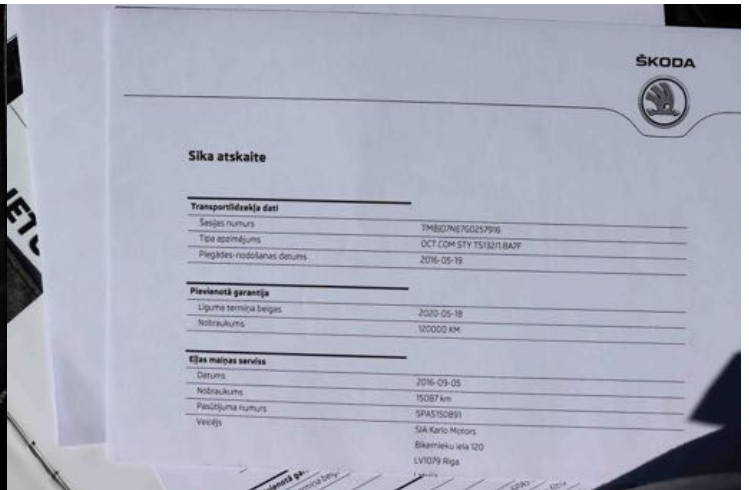 ŠKODA
Sīka atskaite
Transportlīdzekļa dati
Šasijas numurs TMBJD7NE7G0257916
Tipa apzīmējums OCT.COM STY TS132/1.8A7F
Piegādes-nodošanas datums 2016-05-19
Pievienotā garantija
Līguma termiņa beigas 2020-05-18
Nobraukums 120000 KM
Eļļas maiņas serviss
Datums 2016-09-05
Nobraukums 15087 km
Pasūtījuma numurs SPAS150891
Veicējs SIA Karlo Motors
Biķernieku iela 120
LV1079 Rīga